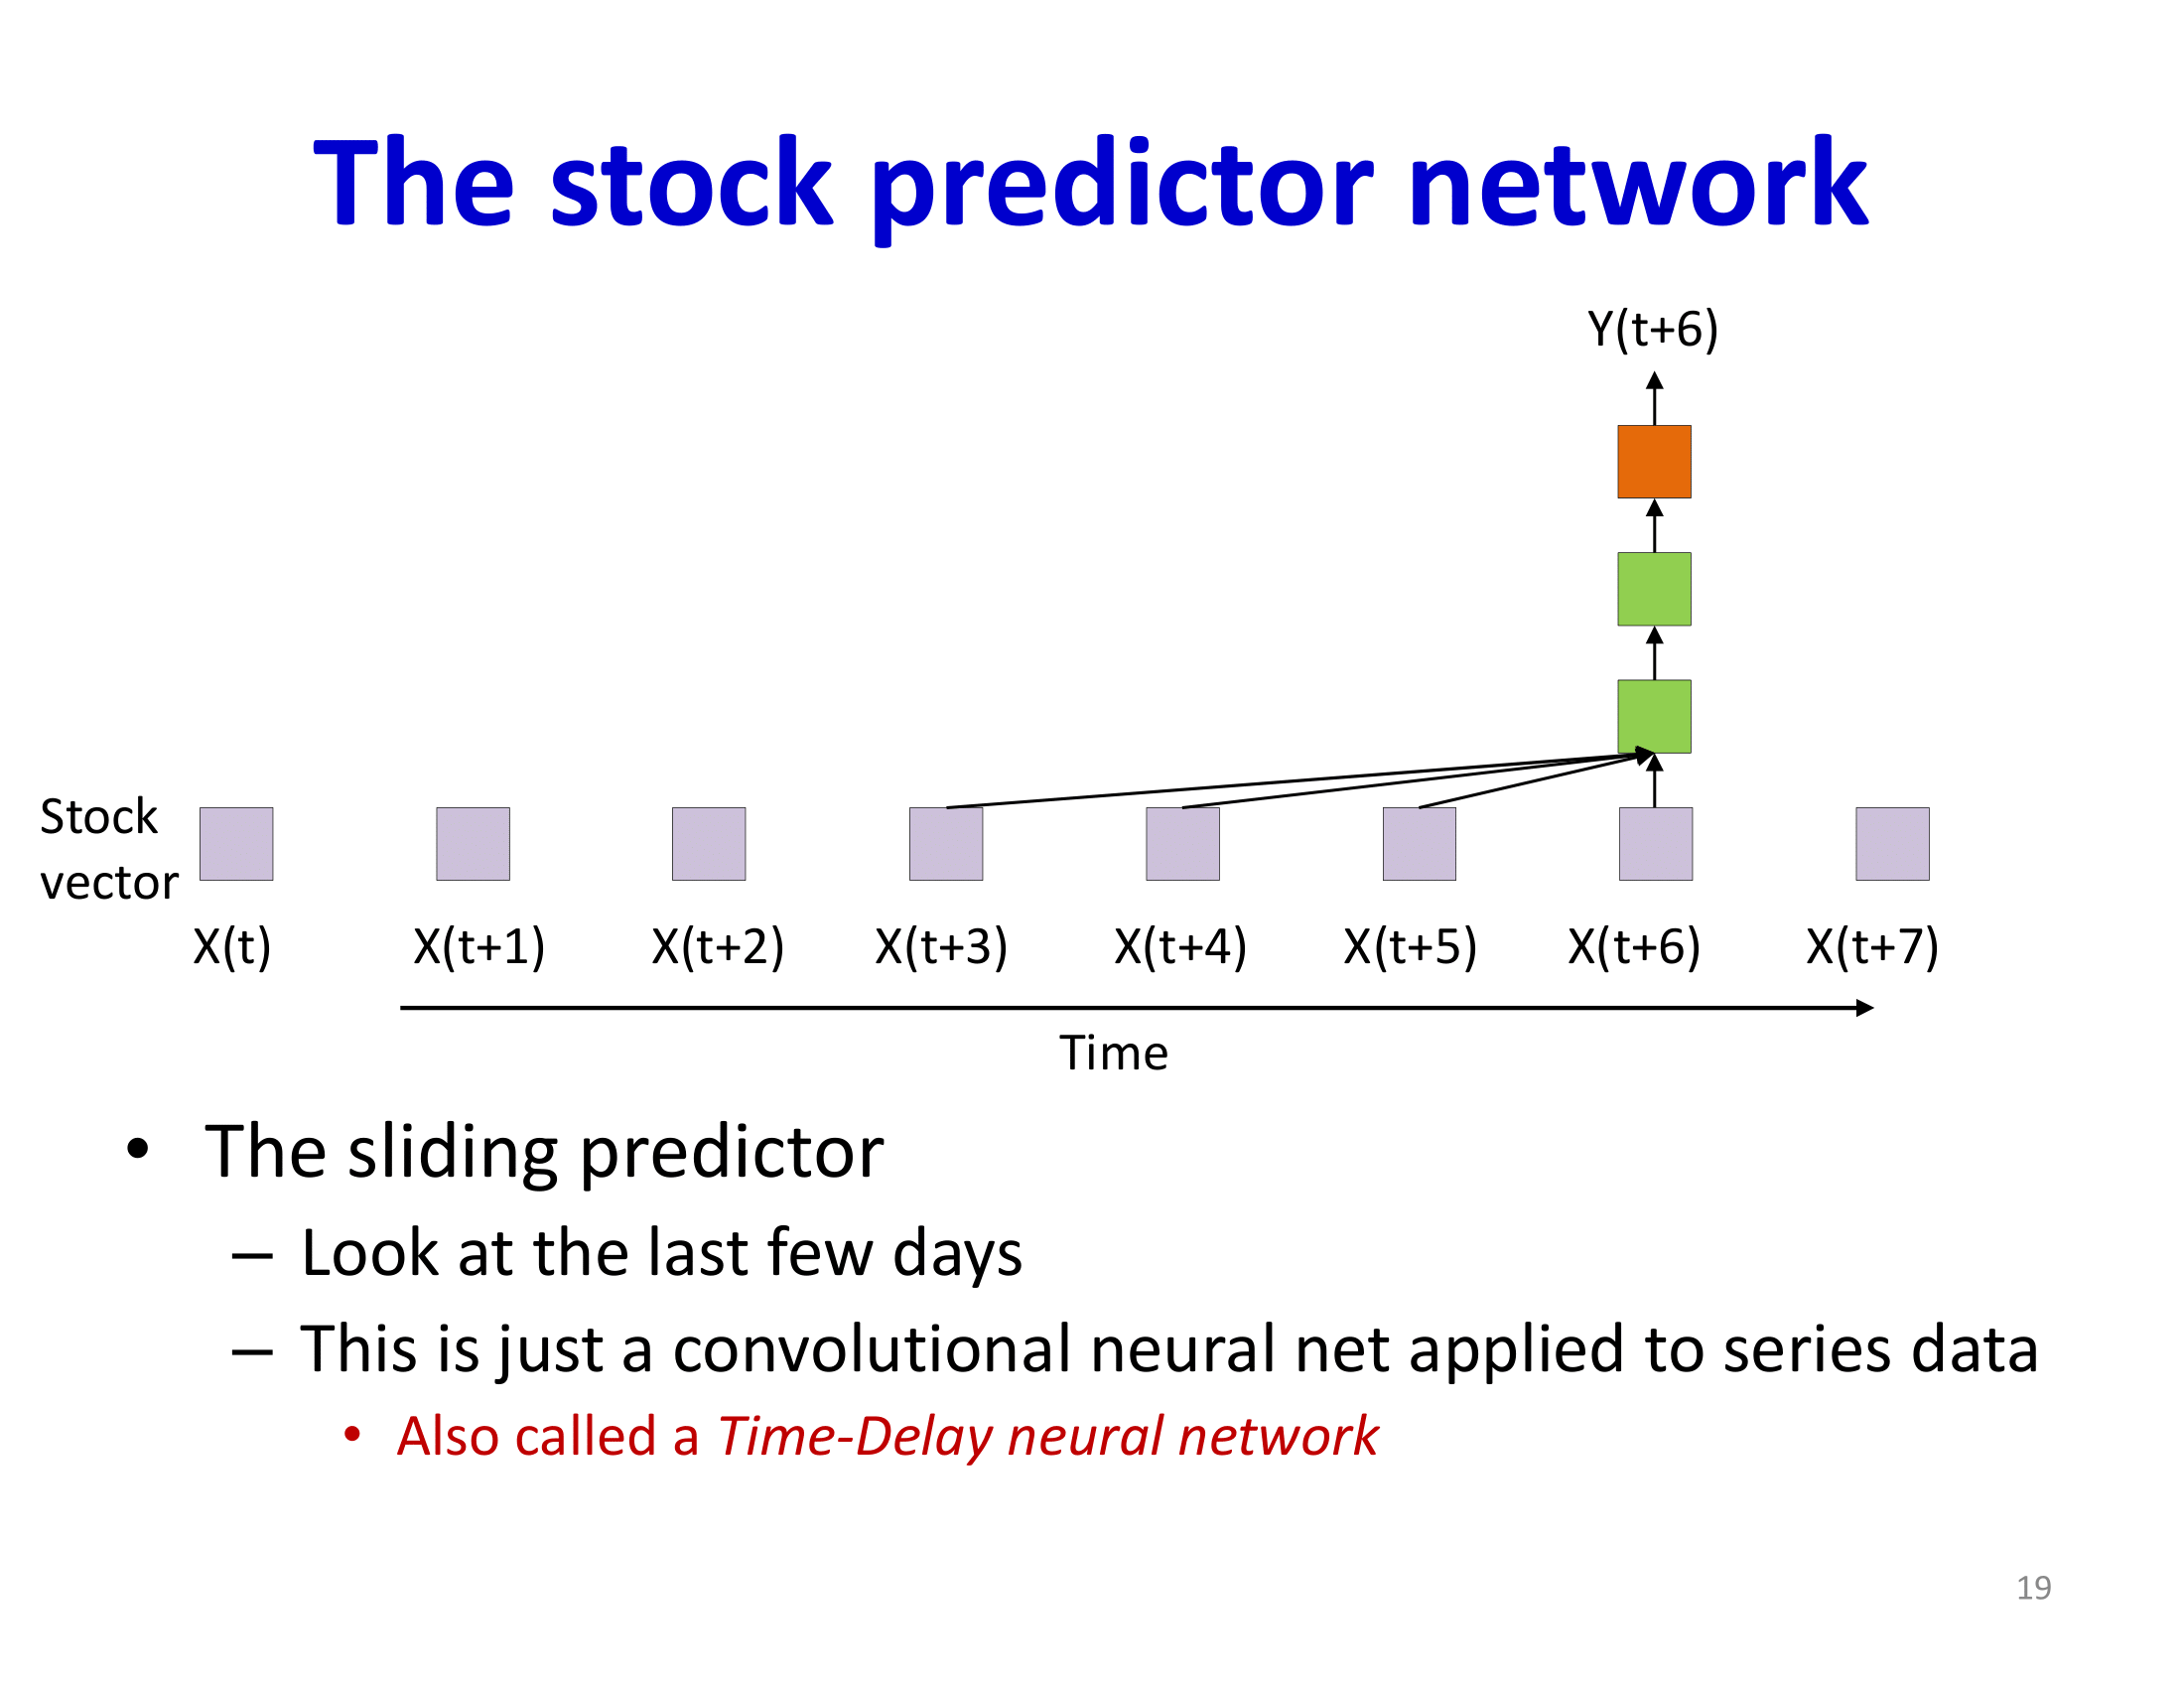 The stock predictor network
Y(t+6)
Stock
vector
X(t) X(t+1) X(t+2) X(t+3) X(t+4) X(t+5) X(t+6) X(t+7)
Time
• The sliding predictor
– Look at the last few days
– This is just a convolutional neural net applied to series data
• Also called a Time-Delay neural network
19